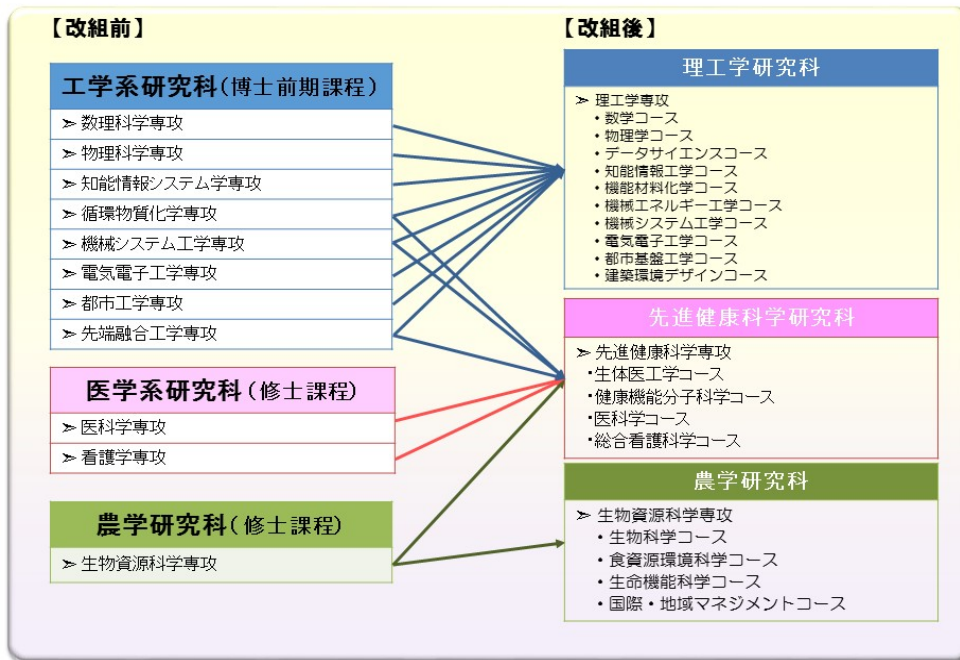 【改組前】
工学系研究科(博士前期課程)
➢ 数理科学専攻
➢ 物理科学専攻
➢ 知能情報システム学専攻
➢ 循環物質化学専攻
➢ 機械システム工学専攻
➢ 電気電子工学専攻
➢ 都市工学専攻
➢ 先端融合工学専攻
医学系研究科(修士課程)
➢ 医科学専攻
➢ 看護学専攻
農学研究科(修士課程)
➢ 生物資源科学専攻
【改組後】
理工学研究科
➢ 理工学専攻
・数学コース
・物理学コース
・データサイエンスコース
・知能情報工学コース
・機能材料化学コース
・機械エネルギー工学コース
・機械システム工学コース
・電気電子工学コース
・都市基盤工学コース
・建築環境デザインコース
先進健康科学研究科
➢ 先進健康科学専攻
・生体医工学コース
・健康機能分子科学コース
・医科学コース
・総合看護科学コース
農学研究科
➢ 生物資源科学専攻
・生物科学コース
・食資源環境科学コース
・生命機能科学コース
・国際・地域マネジメントコース